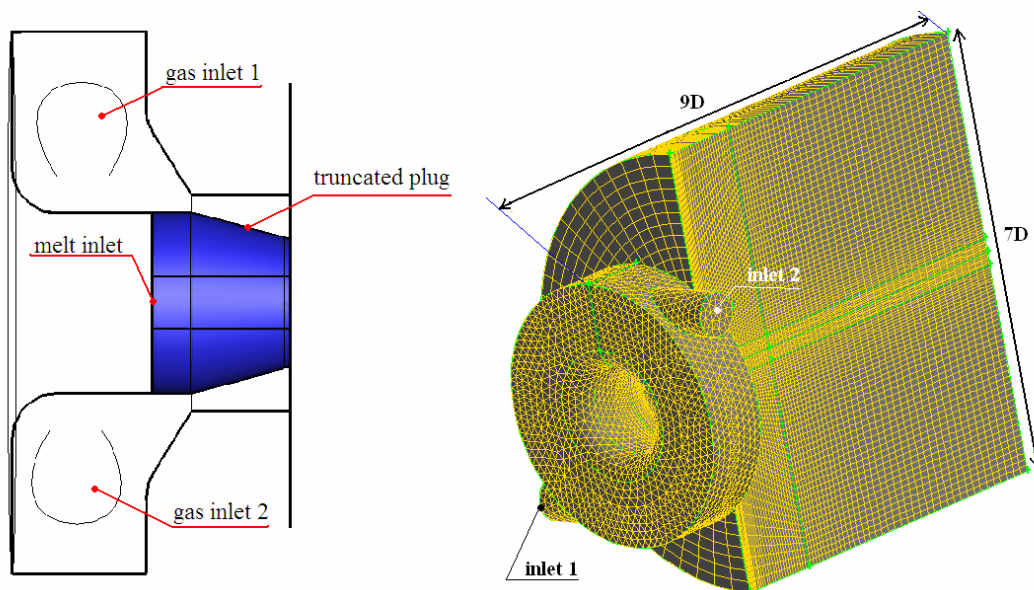 gas inlet 1
truncated plug
melt inlet
gas inlet 2
9D
7D
inlet 2
inlet 1